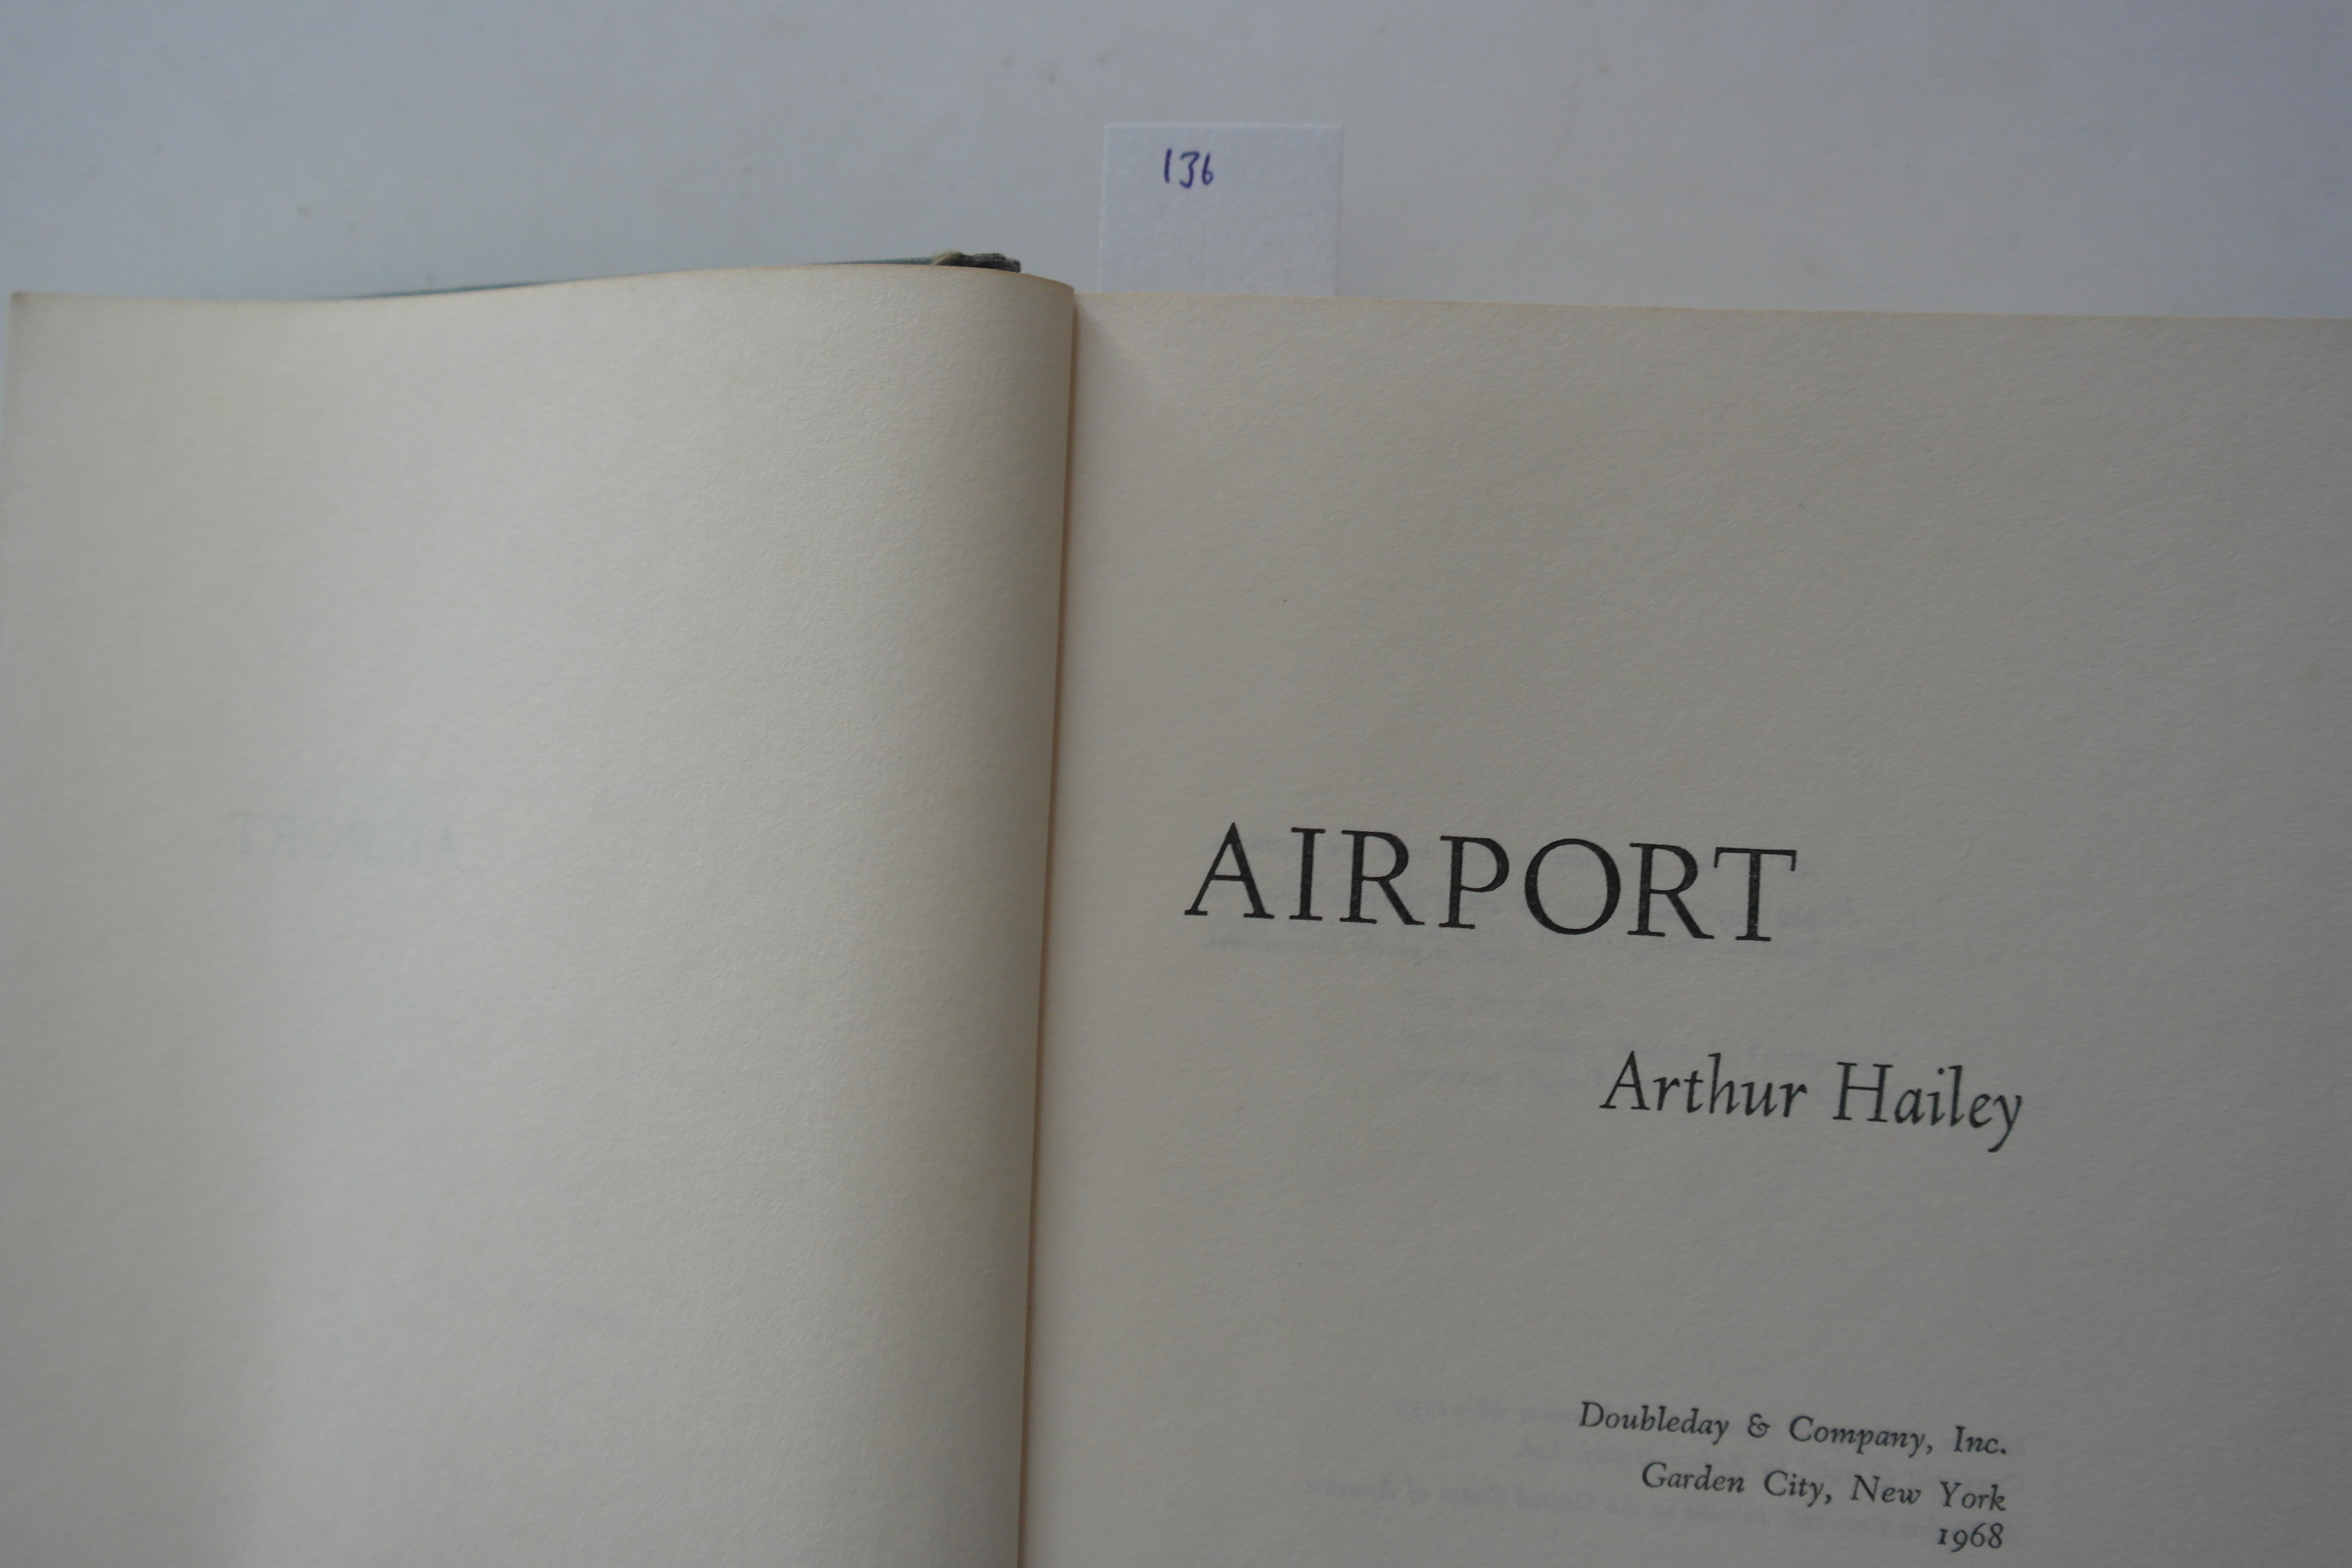 136
AIRPORT
Arthur Hailey
Doubleday & Company, Inc.
Garden City, New York
1968